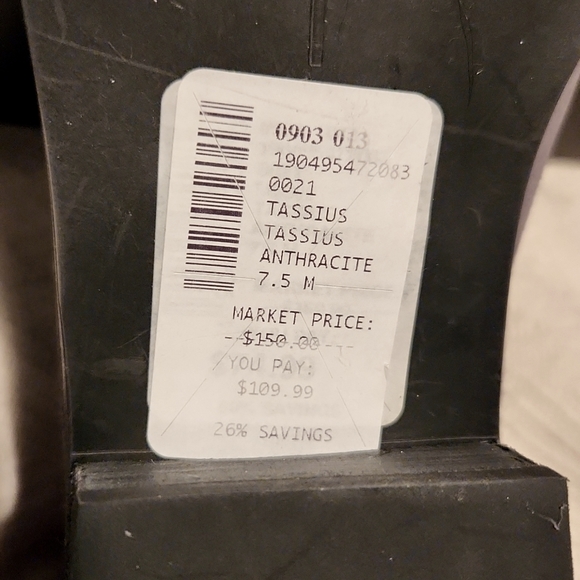 0903 013
190495472083
0021
TASSIUS
TASSIUS
ANTHRACITE
7.5 M
MARKET PRICE:
$150.00
YOU PAY:
$109.99
26% SAVINGS